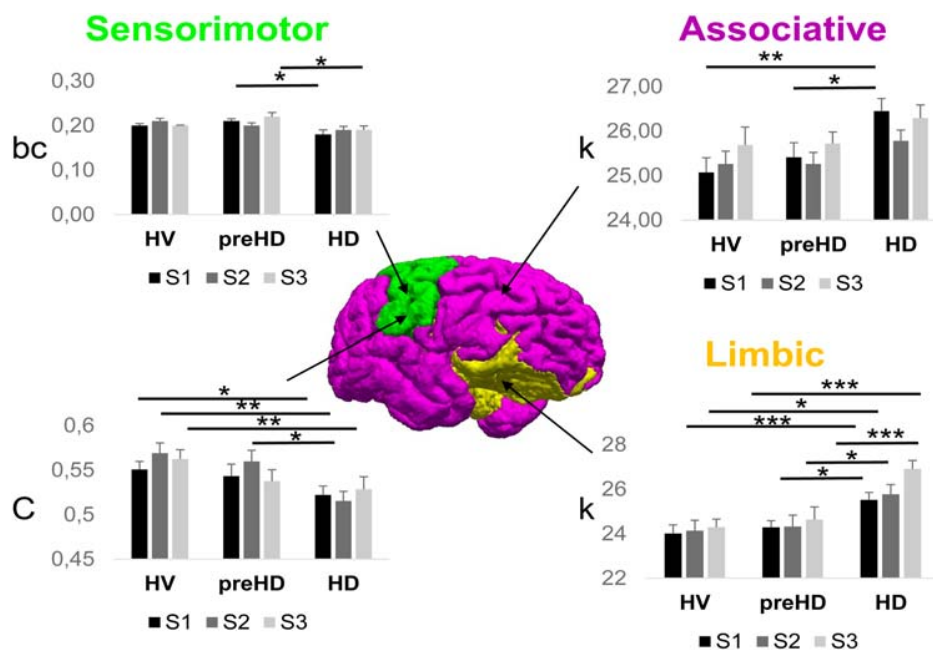 Sensorimotor
*
*
0,30
0,20
bc
0,10
0,00
HV preHD HD
S1 S2 S3
Associative
**
*
27,00
26,00
k
25,00
24,00
HV preHD HD
S1 S2 S3
*
**
**
*
0,6
0,55
C
0,5
0,45
HV preHD HD
S1 S2 S3
Limbic
***
*
***
***
*
*
28
26
k
24
22
HV preHD HD
S1 S2 S3